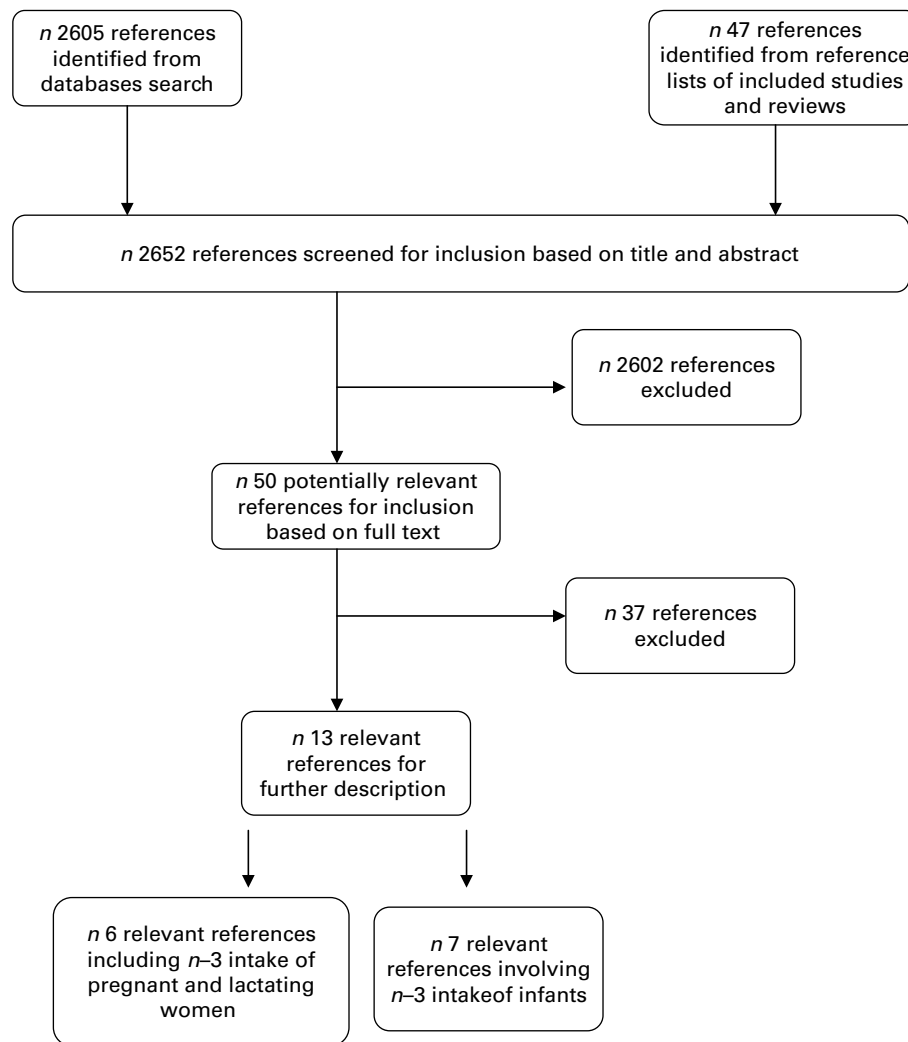 n 2605 references
identified from
databases search
n 47 references
identified from reference
lists of included studies
and reviews
n 2652 references screened for inclusion based on title and abstract
n 2602 references
excluded
n 50 potentially relevant
references for inclusion
based on full text
n 37 references
excluded
n 13 relevant
references for
further description
n 6 relevant references
including n–3 intake of
pregnant and lactating
women
n 7 relevant
references involving
n–3 intakeof infants